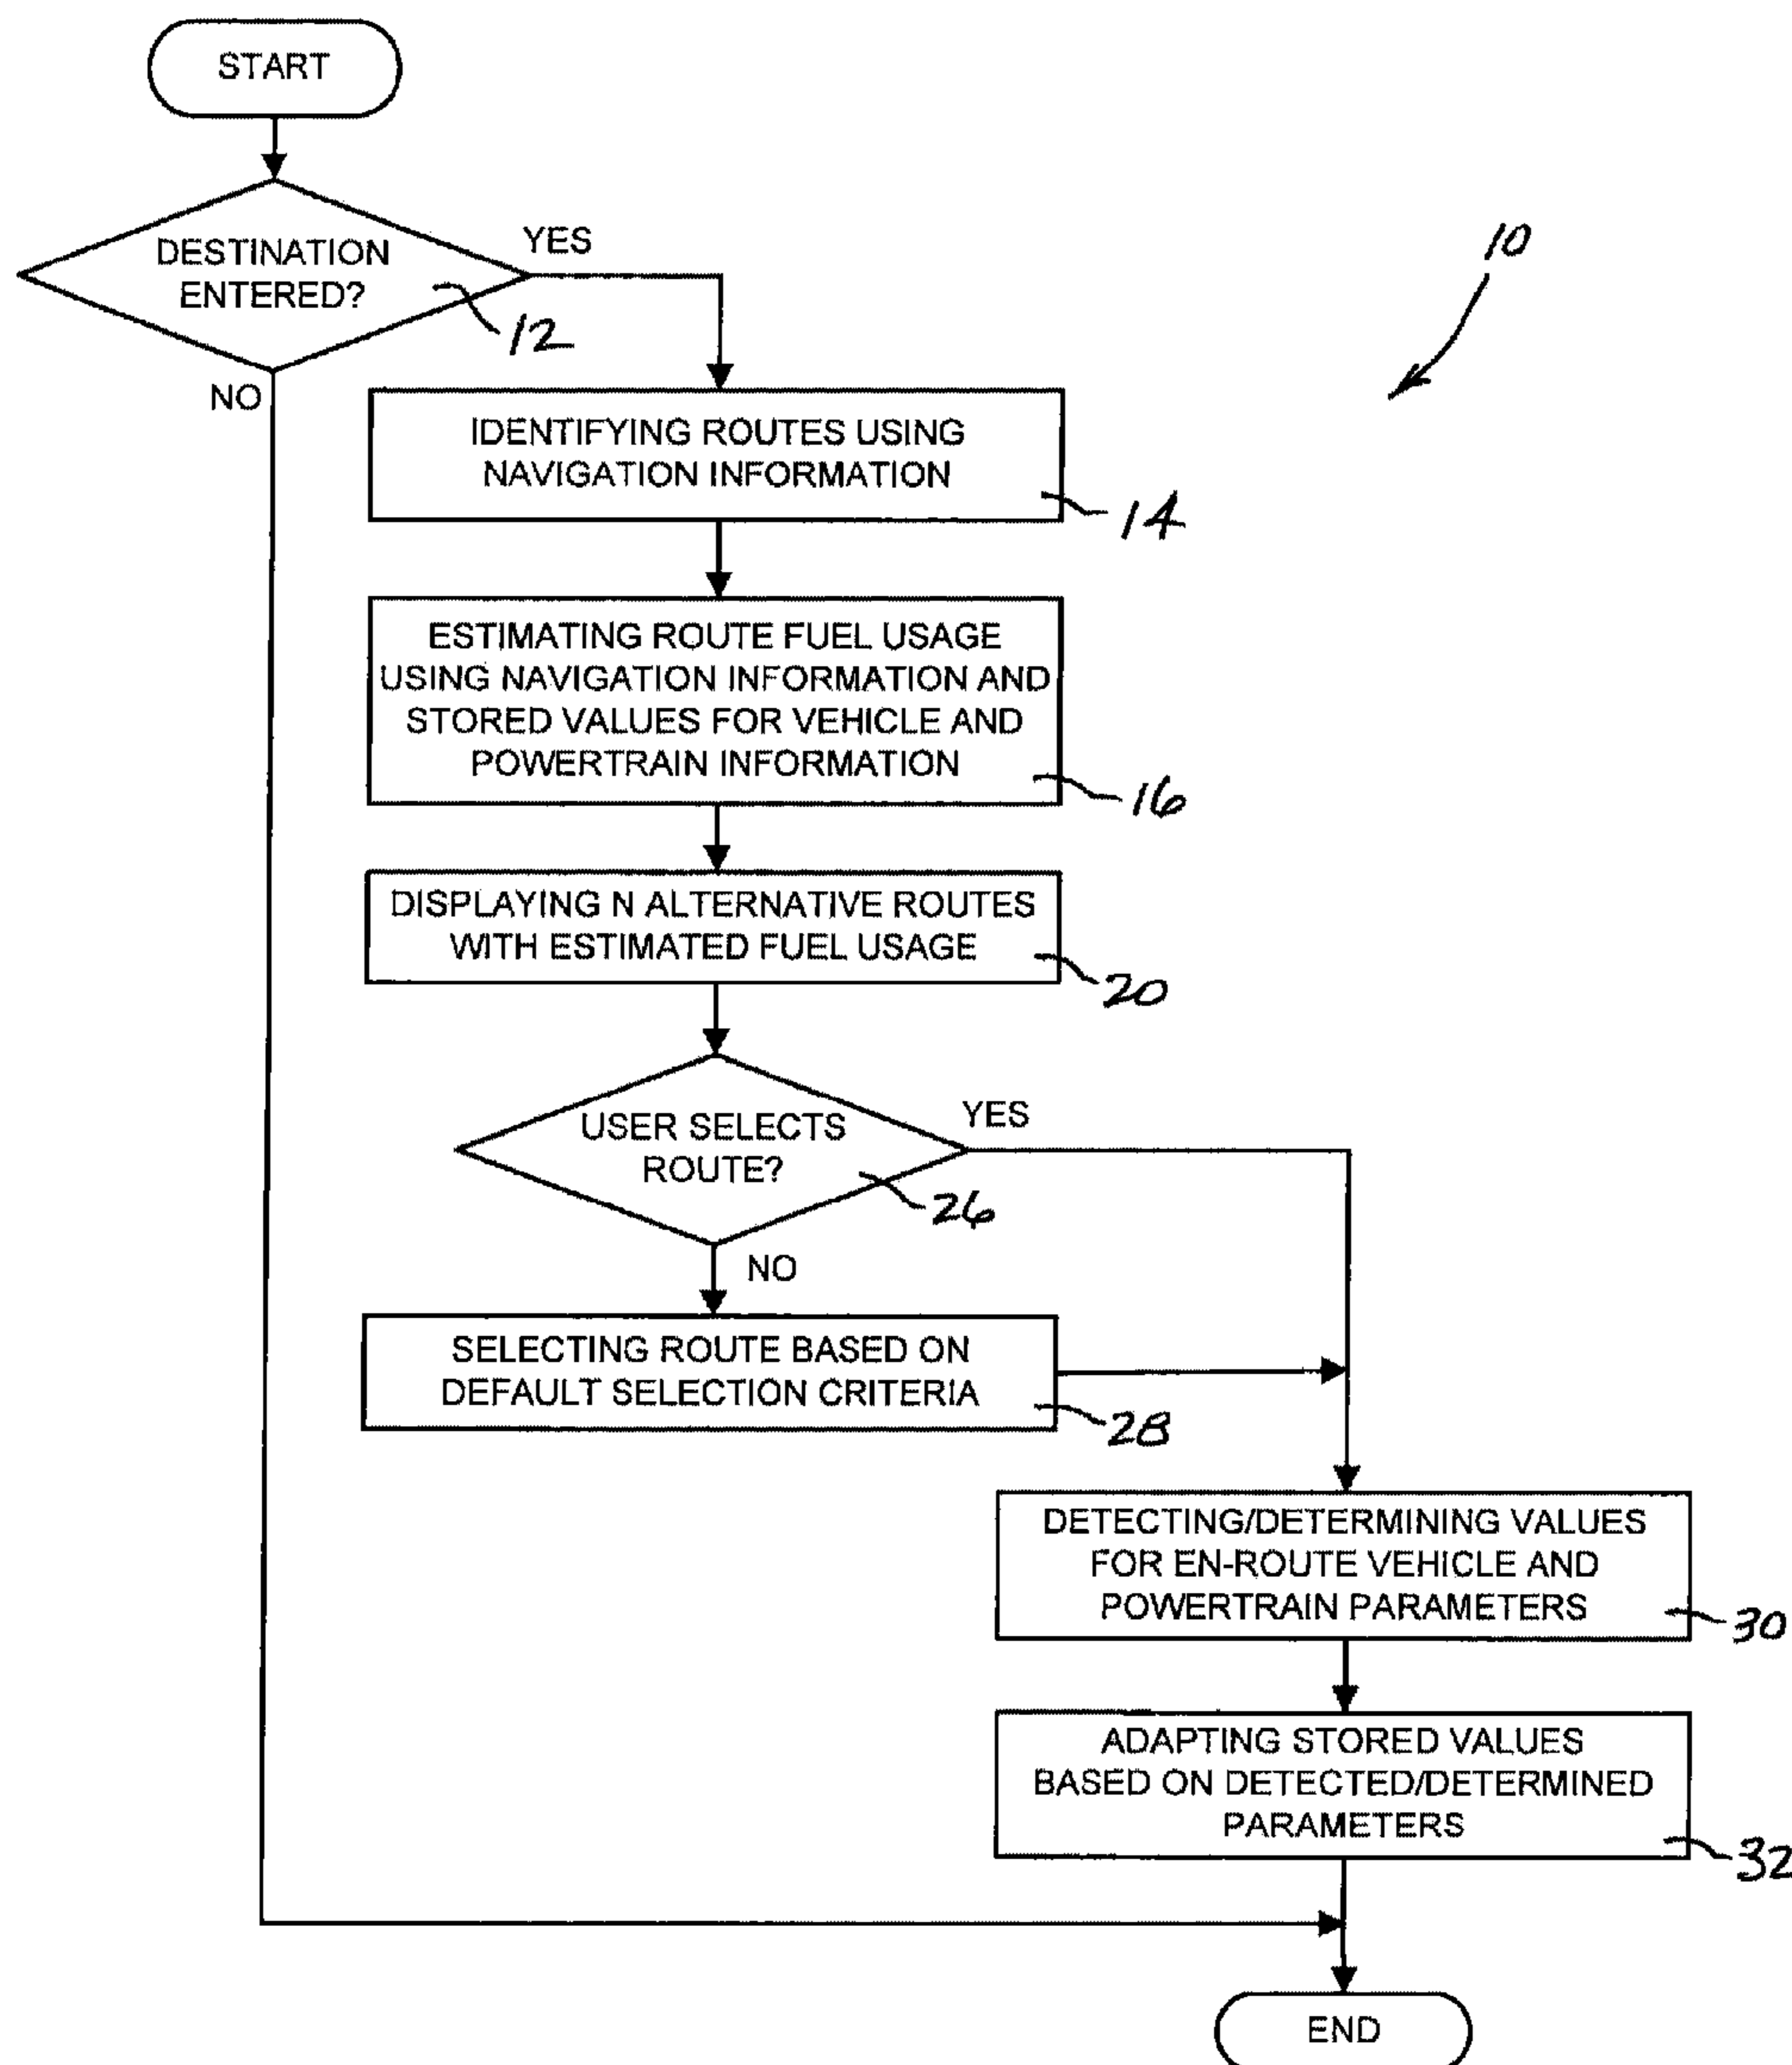 START
DESTINATION
ENTERED?
YES
12
NO
10
IDENTIFYING ROUTES USING
NAVIGATION INFORMATION
14
ESTIMATING ROUTE FUEL USAGE
USING NAVIGATION INFORMATION AND
STORED VALUES FOR VEHICLE AND
POWERTRAIN INFORMATION
16
DISPLAYING N ALTERNATIVE ROUTES
WITH ESTIMATED FUEL USAGE
20
USER SELECTS
ROUTE?
YES
26
NO
SELECTING ROUTE BASED ON
DEFAULT SELECTION CRITERIA
28
DETECTING/DETERMINING VALUES
FOR EN-ROUTE VEHICLE AND
POWERTRAIN PARAMETERS
30
ADAPTING STORED VALUES
BASED ON DETECTED/DETERMINED
PARAMETERS
32
END